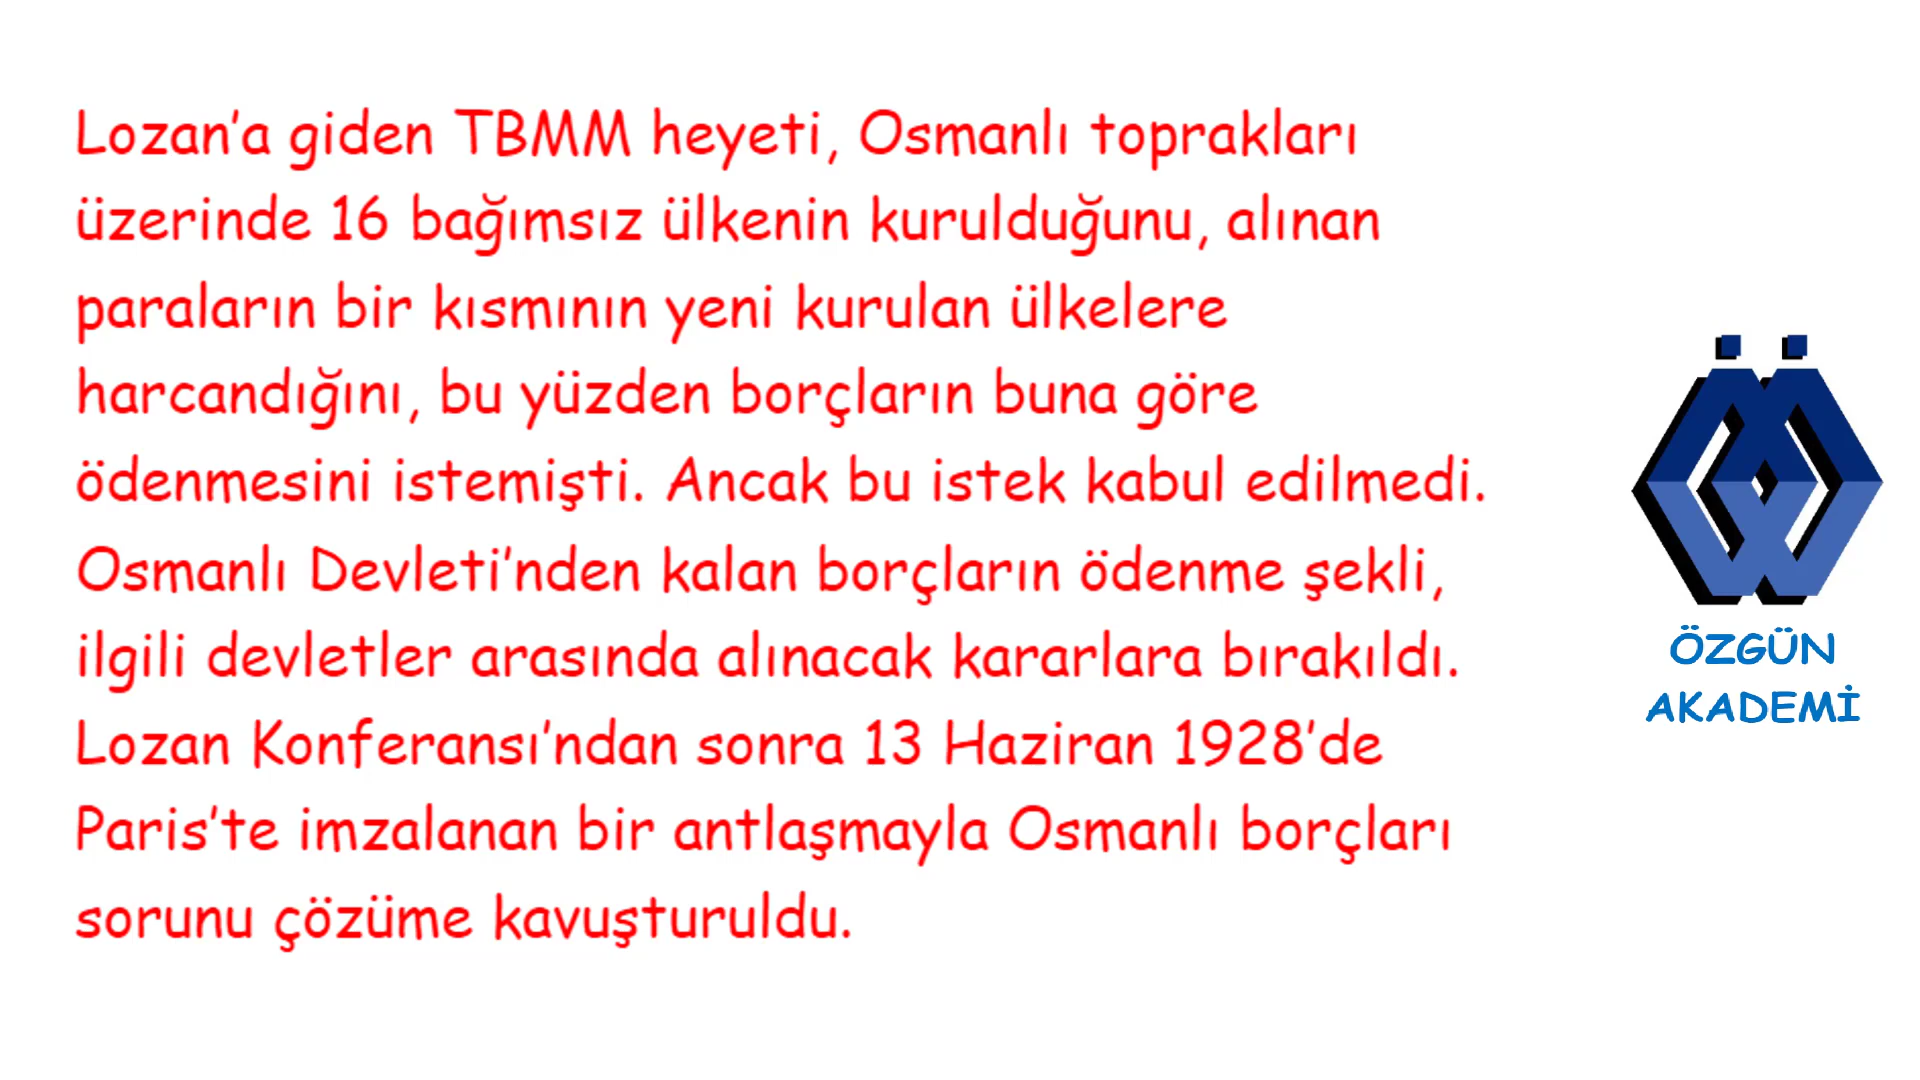 Lozan’a giden TBMM heyeti, Osmanlı toprakları
üzerinde 16 bağımsız ülkenin kurulduğunu, alınan
paraların bir kısmının yeni kurulan ülkelere
harcandığını, bu yüzden borçların buna göre
ödenmesini istemişti. Ancak bu istek kabul edilmedi.
Osmanlı Devleti’nden kalan borçların ödenme şekli,
ilgili devletler arasında alınacak kararlara bırakıldı.
Lozan Konferansı’ndan sonra 13 Haziran 1928’de
Paris’te imzalanan bir antlaşmayla Osmanlı borçları
sorunu çözüme kavuşturuldu.
ÖZGÜN
AKADEMİ